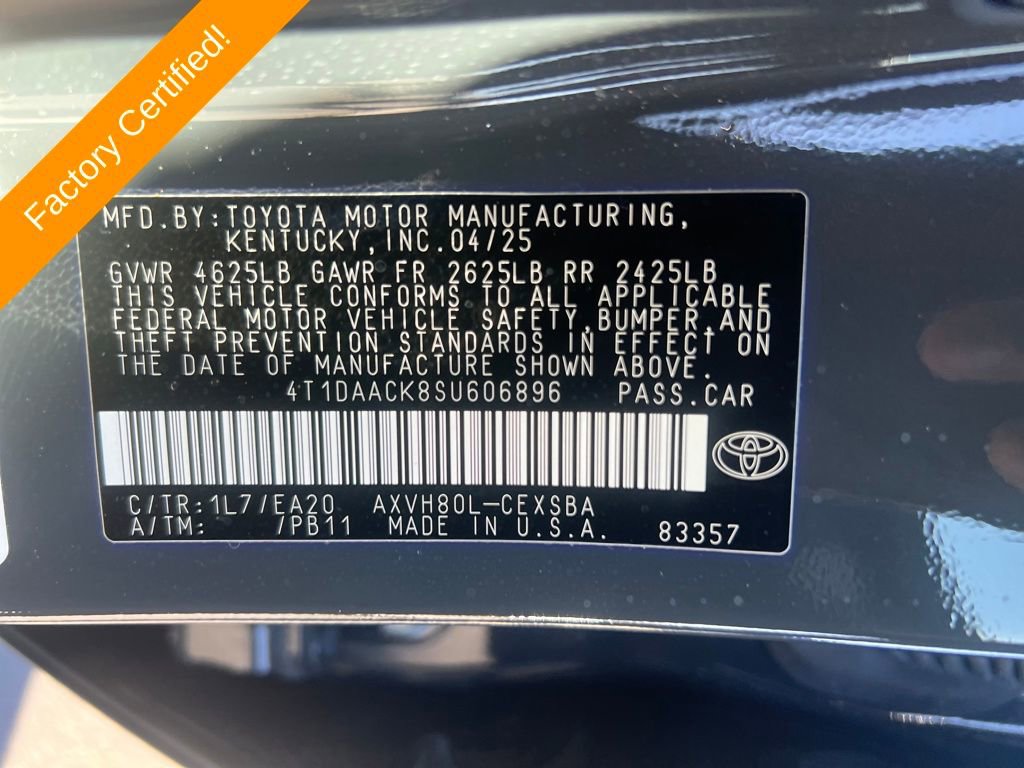 Factory Certified!
MFD.BY:TOYOTA MOTOR MANUFACTURING,
KENTUCKY,INC.04/25
GVWR 4625LB GAWR FR 2625LB RR 2425LB
THIS VEHICLE CONFORMS TO ALL APPLICABLE
FEDERAL MOTOR VEHICLE SAFETY,BUMPER,AND
THEFT PREVENTION STANDARDS IN EFFECT ON
THE DATE OF MANUFACTURE SHOWN ABOVE.
4T1DAACK8SU606896 PASS.CAR
C/TR:1L7/EA20 AXVH80L-CEXSBA
A/TM: /PB11 MADE IN U.S.A. 83357